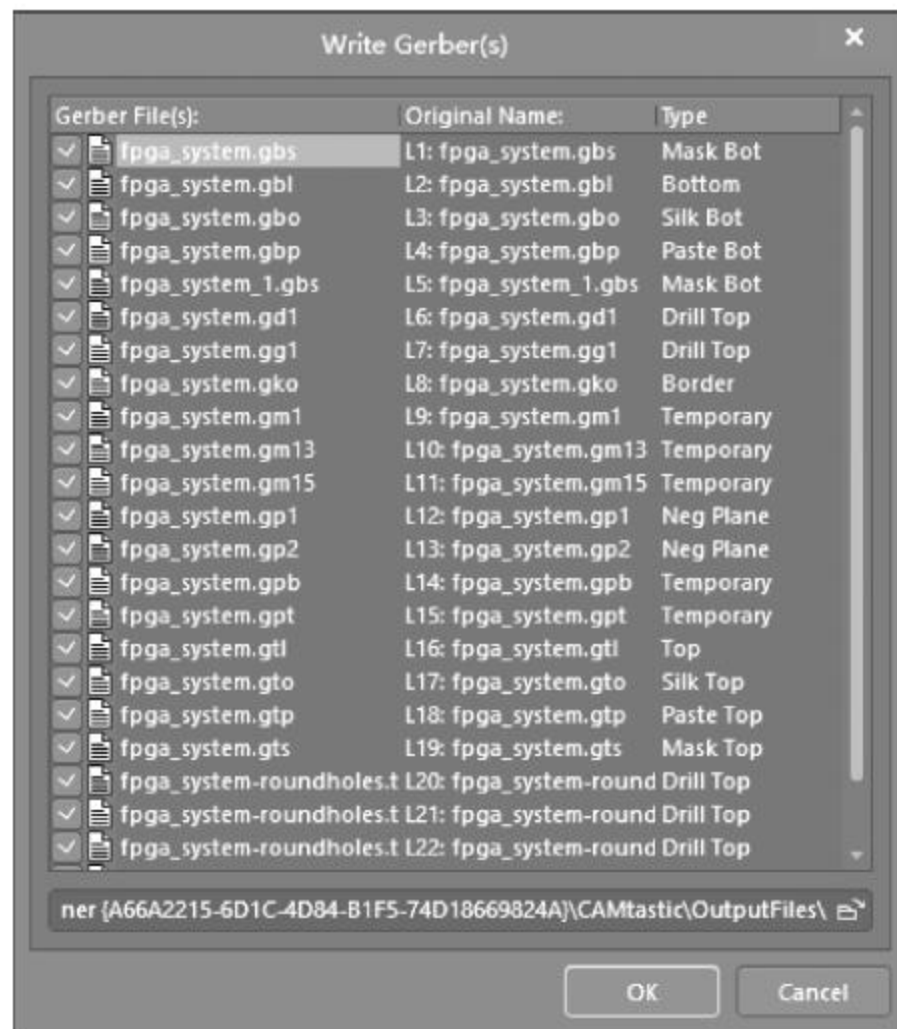 Write Gerber(s)
Gerber File(s): Original Name: Type
fpga_system.gbs L1: fpga_system.gbs Mask Bot
fpga_system.gbl L2: fpga_system.gbl Bottom
fpga_system.gbo L3: fpga_system.gbo Silk Bot
fpga_system.gbp L4: fpga_system.gbp Paste Bot
fpga_system_1.gbs L5: fpga_system_1.gbs Mask Bot
fpga_system.gd1 L6: fpga_system.gd1 Drill Top
fpga_system.gg1 L7: fpga_system.gg1 Drill Top
fpga_system.gko L8: fpga_system.gko Border
fpga_system.gm1 L9: fpga_system.gm1 Temporary
fpga_system.gm13 L10: fpga_system.gm13 Temporary
fpga_system.gm15 L11: fpga_system.gm15 Temporary
fpga_system.gp1 L12: fpga_system.gp1 Neg Plane
fpga_system.gp2 L13: fpga_system.gp2 Neg Plane
fpga_system.gpb L14: fpga_system.gpb Temporary
fpga_system.gpt L15: fpga_system.gpt Temporary
fpga_system.gtl L16: fpga_system.gtl Top
fpga_system.gto L17: fpga_system.gto Silk Top
fpga_system.gtp L18: fpga_system.gtp Paste Top
fpga_system.gts L19: fpga_system.gts Mask Top
fpga_system-roundholes.t L20: fpga_system-round Drill Top
fpga_system-roundholes.t L21: fpga_system-round Drill Top
fpga_system-roundholes.t L22: fpga_system-round Drill Top
ner {A66A2215-6D1C-4D84-B1F5-74D18669824A}\CAMtastic\OutputFiles\
OK Cancel